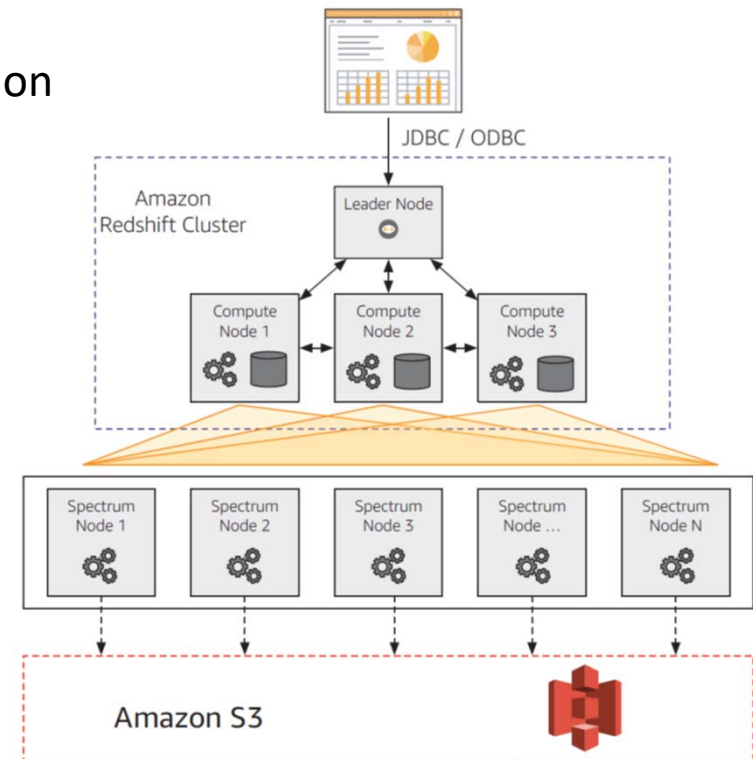 on
JDBC / ODBC
Amazon
Redshift Cluster
Leader Node
Compute
Node 1
Compute
Node 2
Compute
Node 3
Spectrum
Node 1
Spectrum
Node 2
Spectrum
Node 3
Spectrum
Node ...
Spectrum
Node N
Amazon S3